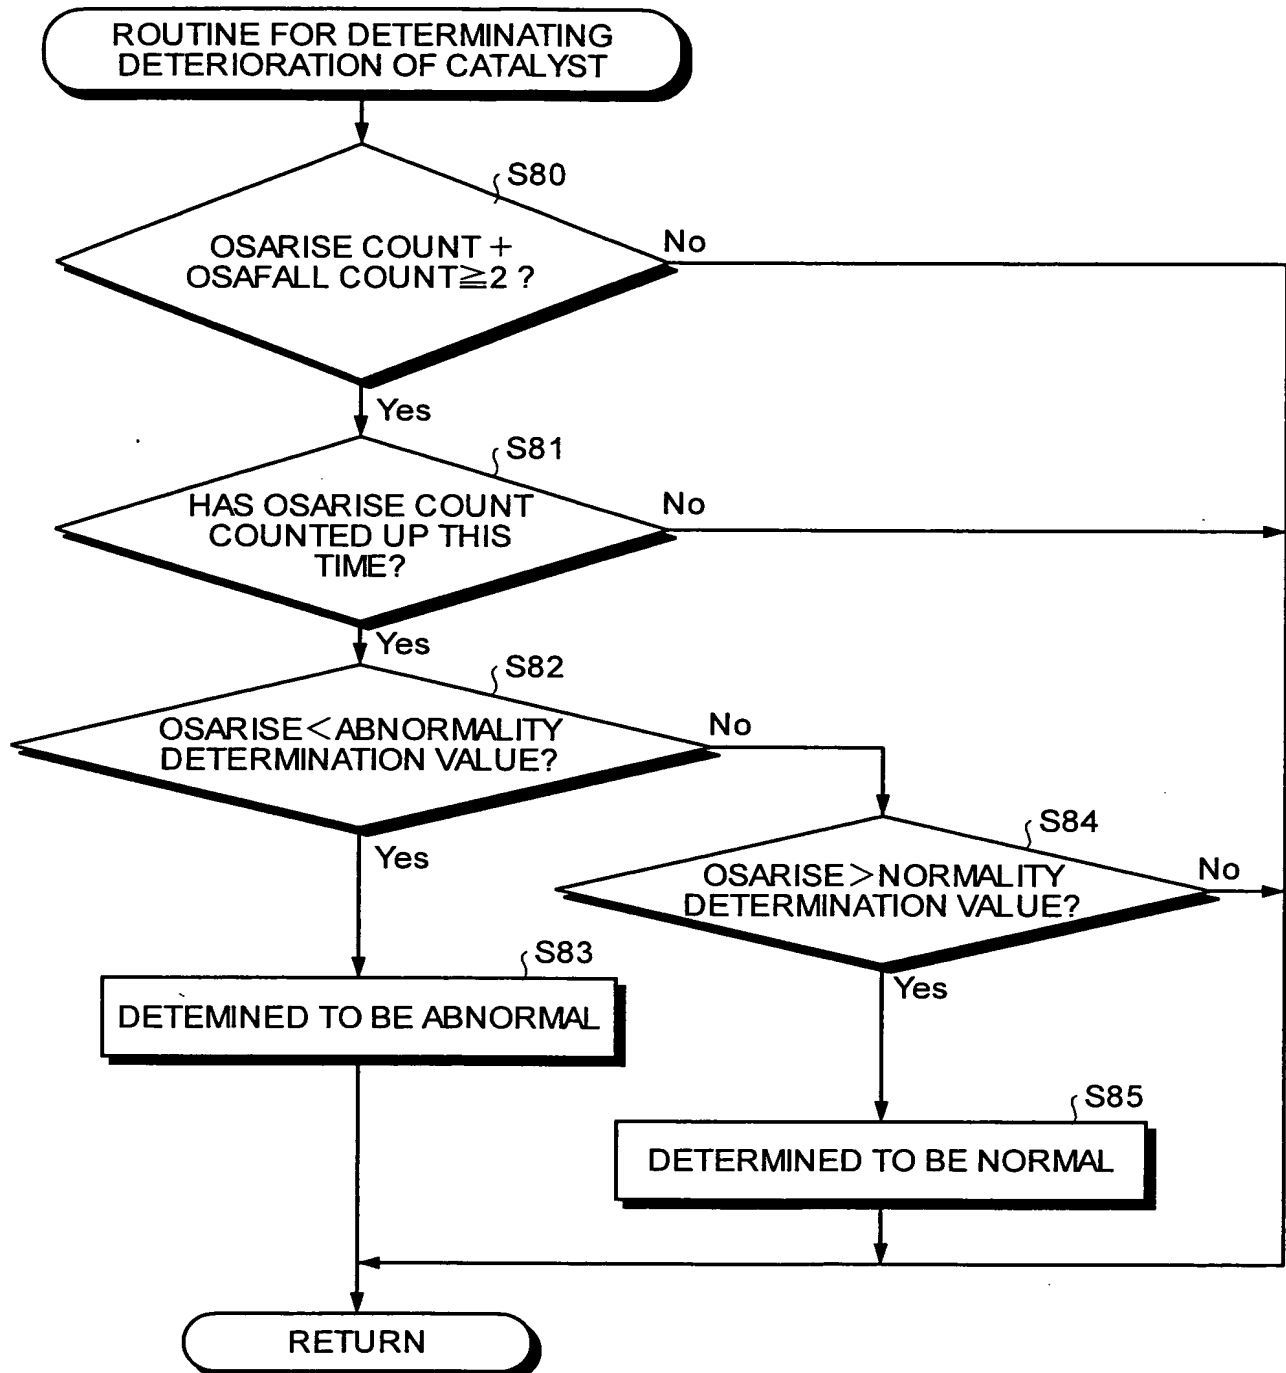 ROUTINE FOR DETERMINATING
DETERIORATION OF CATALYST
S80
OSARISE COUNT +
OSAFALL COUNT≧2 ?
No
Yes
S81
HAS OSARISE COUNT
COUNTED UP THIS
TIME?
No
Yes
S82
OSARISE<ABNORMALITY
DETERMINATION VALUE?
No
Yes
S84
OSARISE>NORMALITY
DETERMINATION VALUE?
No
Yes
S83
DETEMINED TO BE ABNORMAL
S85
DETERMINED TO BE NORMAL
RETURN